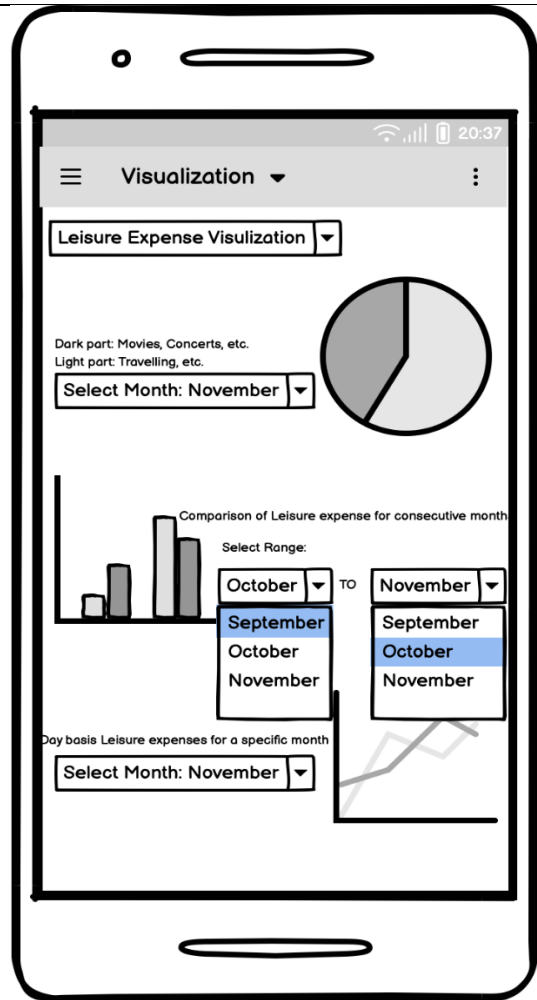 20:37
Visualization
Leisure Expense Visulization
Dark part: Movies, Concerts, etc.
Light part: Travelling, etc.
Select Month: November
Comparison of Leisure expense for consecutive month
Select Range:
October TO November
September September
October October
November November
Day basis Leisure expenses for a specific month
Select Month: November